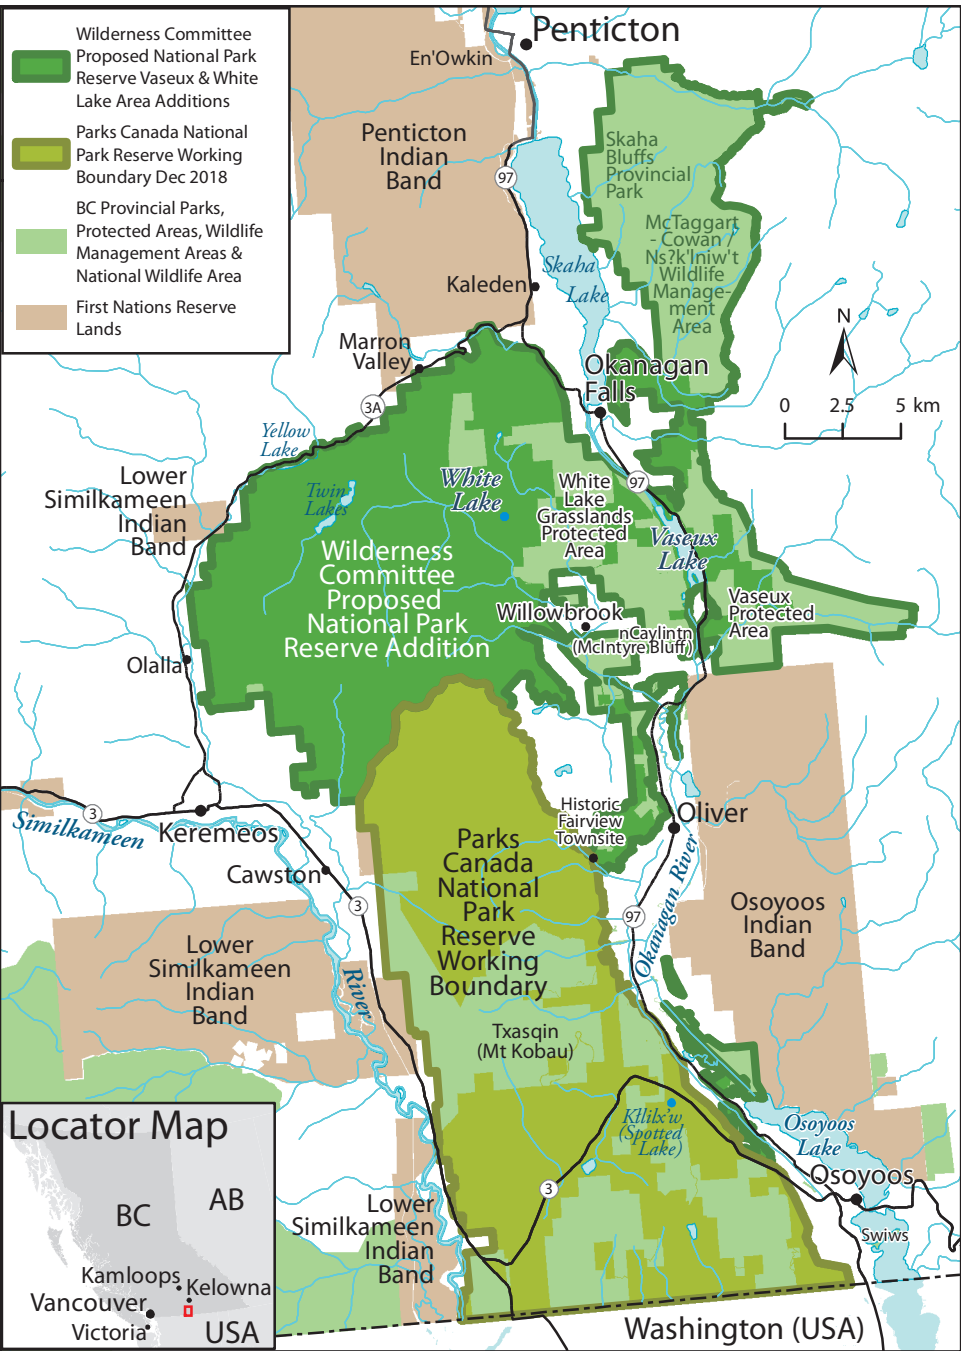 Wilderness Committee
Proposed National Park
Reserve Vaseux & White
Lake Area Additions
Parks Canada National
Park Reserve Working
Boundary Dec 2018
BC Provincial Parks,
Protected Areas, Wildlife
Management Areas &
National Wildlife Area
First Nations Reserve
Lands
Penticton
En'Owkin
Penticton
Indian
Band
97
Skaha
Bluffs
Provincial
Park
McTaggart
- Cowan /
Ns?k'lniw't
Wildlife
Manage-
ment
Area
Skaha
Lake
Kaleden
Marron
Valley
3A
Okanagan
Falls
N
0 2.5 5 km
Yellow
Lake
Twin
Lakes
White
Lake
Lower
Similkameen
Indian
Band
White
Lake
Grasslands
Protected
Area
97
Vaseux
Lake
Wilderness
Committee
Proposed
National Park
Reserve Addition
Willowbrook
nCaylintn
(McIntyre Bluff)
Vaseux
Protected
Area
Olalla
3
Similkameen
Keremeos
Cawston
3
Historic
Fairview
Townsite
Oliver
Parks
Canada
National
Park
Reserve
Working
Boundary
97
Okanagan River
Osoyoos
Indian
Band
Lower
Similkameen
Indian
Band
River
Txasqin
(Mt Kobau)
Kłlilx'w
(Spotted
Lake)
Osoyoos
Lake
Osoyoos
3
Swiws
Lower
Similkameen
Indian
Band
Washington (USA)
Locator Map
BC
AB
Kamloops
Kelowna
Vancouver
Victoria
USA